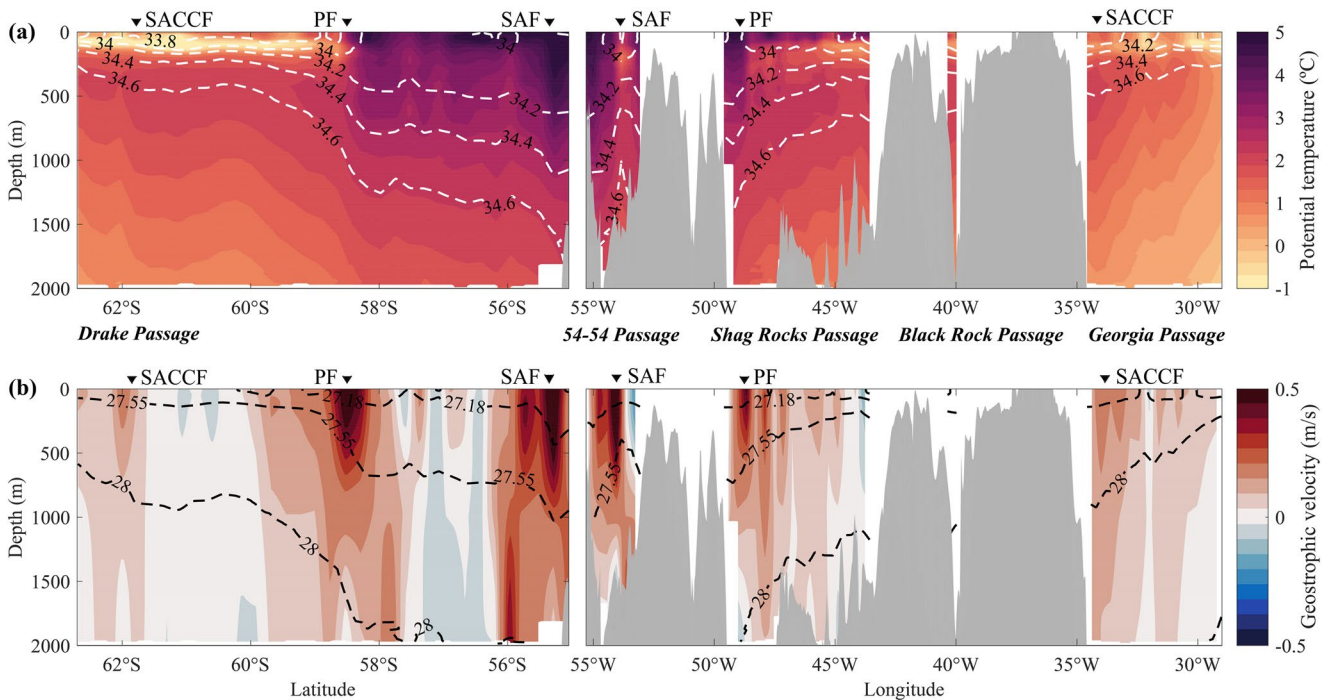 ▼ SACCF PF ▼ SAF ▼ ▼ SAF ▼ PF ▼ SACCF
(a)
0
500
1000
1500
2000
Depth (m)
34 33.8 34 34
34.4 34.2 34.2
34.6 34.4 34.4
34.6 34.6
34 34.2 34.4 34.6
34 34.2 34.4 34.6
34.2 34.4 34.6
5
4
3
2
1
0
-1
Potential temperature (ºC)
62°S 60°S 58°S 56°S 55°W 50°W 45°W 40°W 35°W 30°W
Drake Passage 54-54 Passage Shag Rocks Passage Black Rock Passage Georgia Passage
▼ SACCF PF ▼ SAF ▼ ▼ SAF ▼ PF ▼ SACCF
(b)
0
500
1000
1500
2000
Depth (m)
27.55 27.18
27.55 27.55
28 28 28
27.55
27.18 27.55 28
28
0.5
0
-0.5
Geostrophic velocity (m/s)
62°S 60°S 58°S 56°S 55°W 50°W 45°W 40°W 35°W 30°W
Latitude Longitude